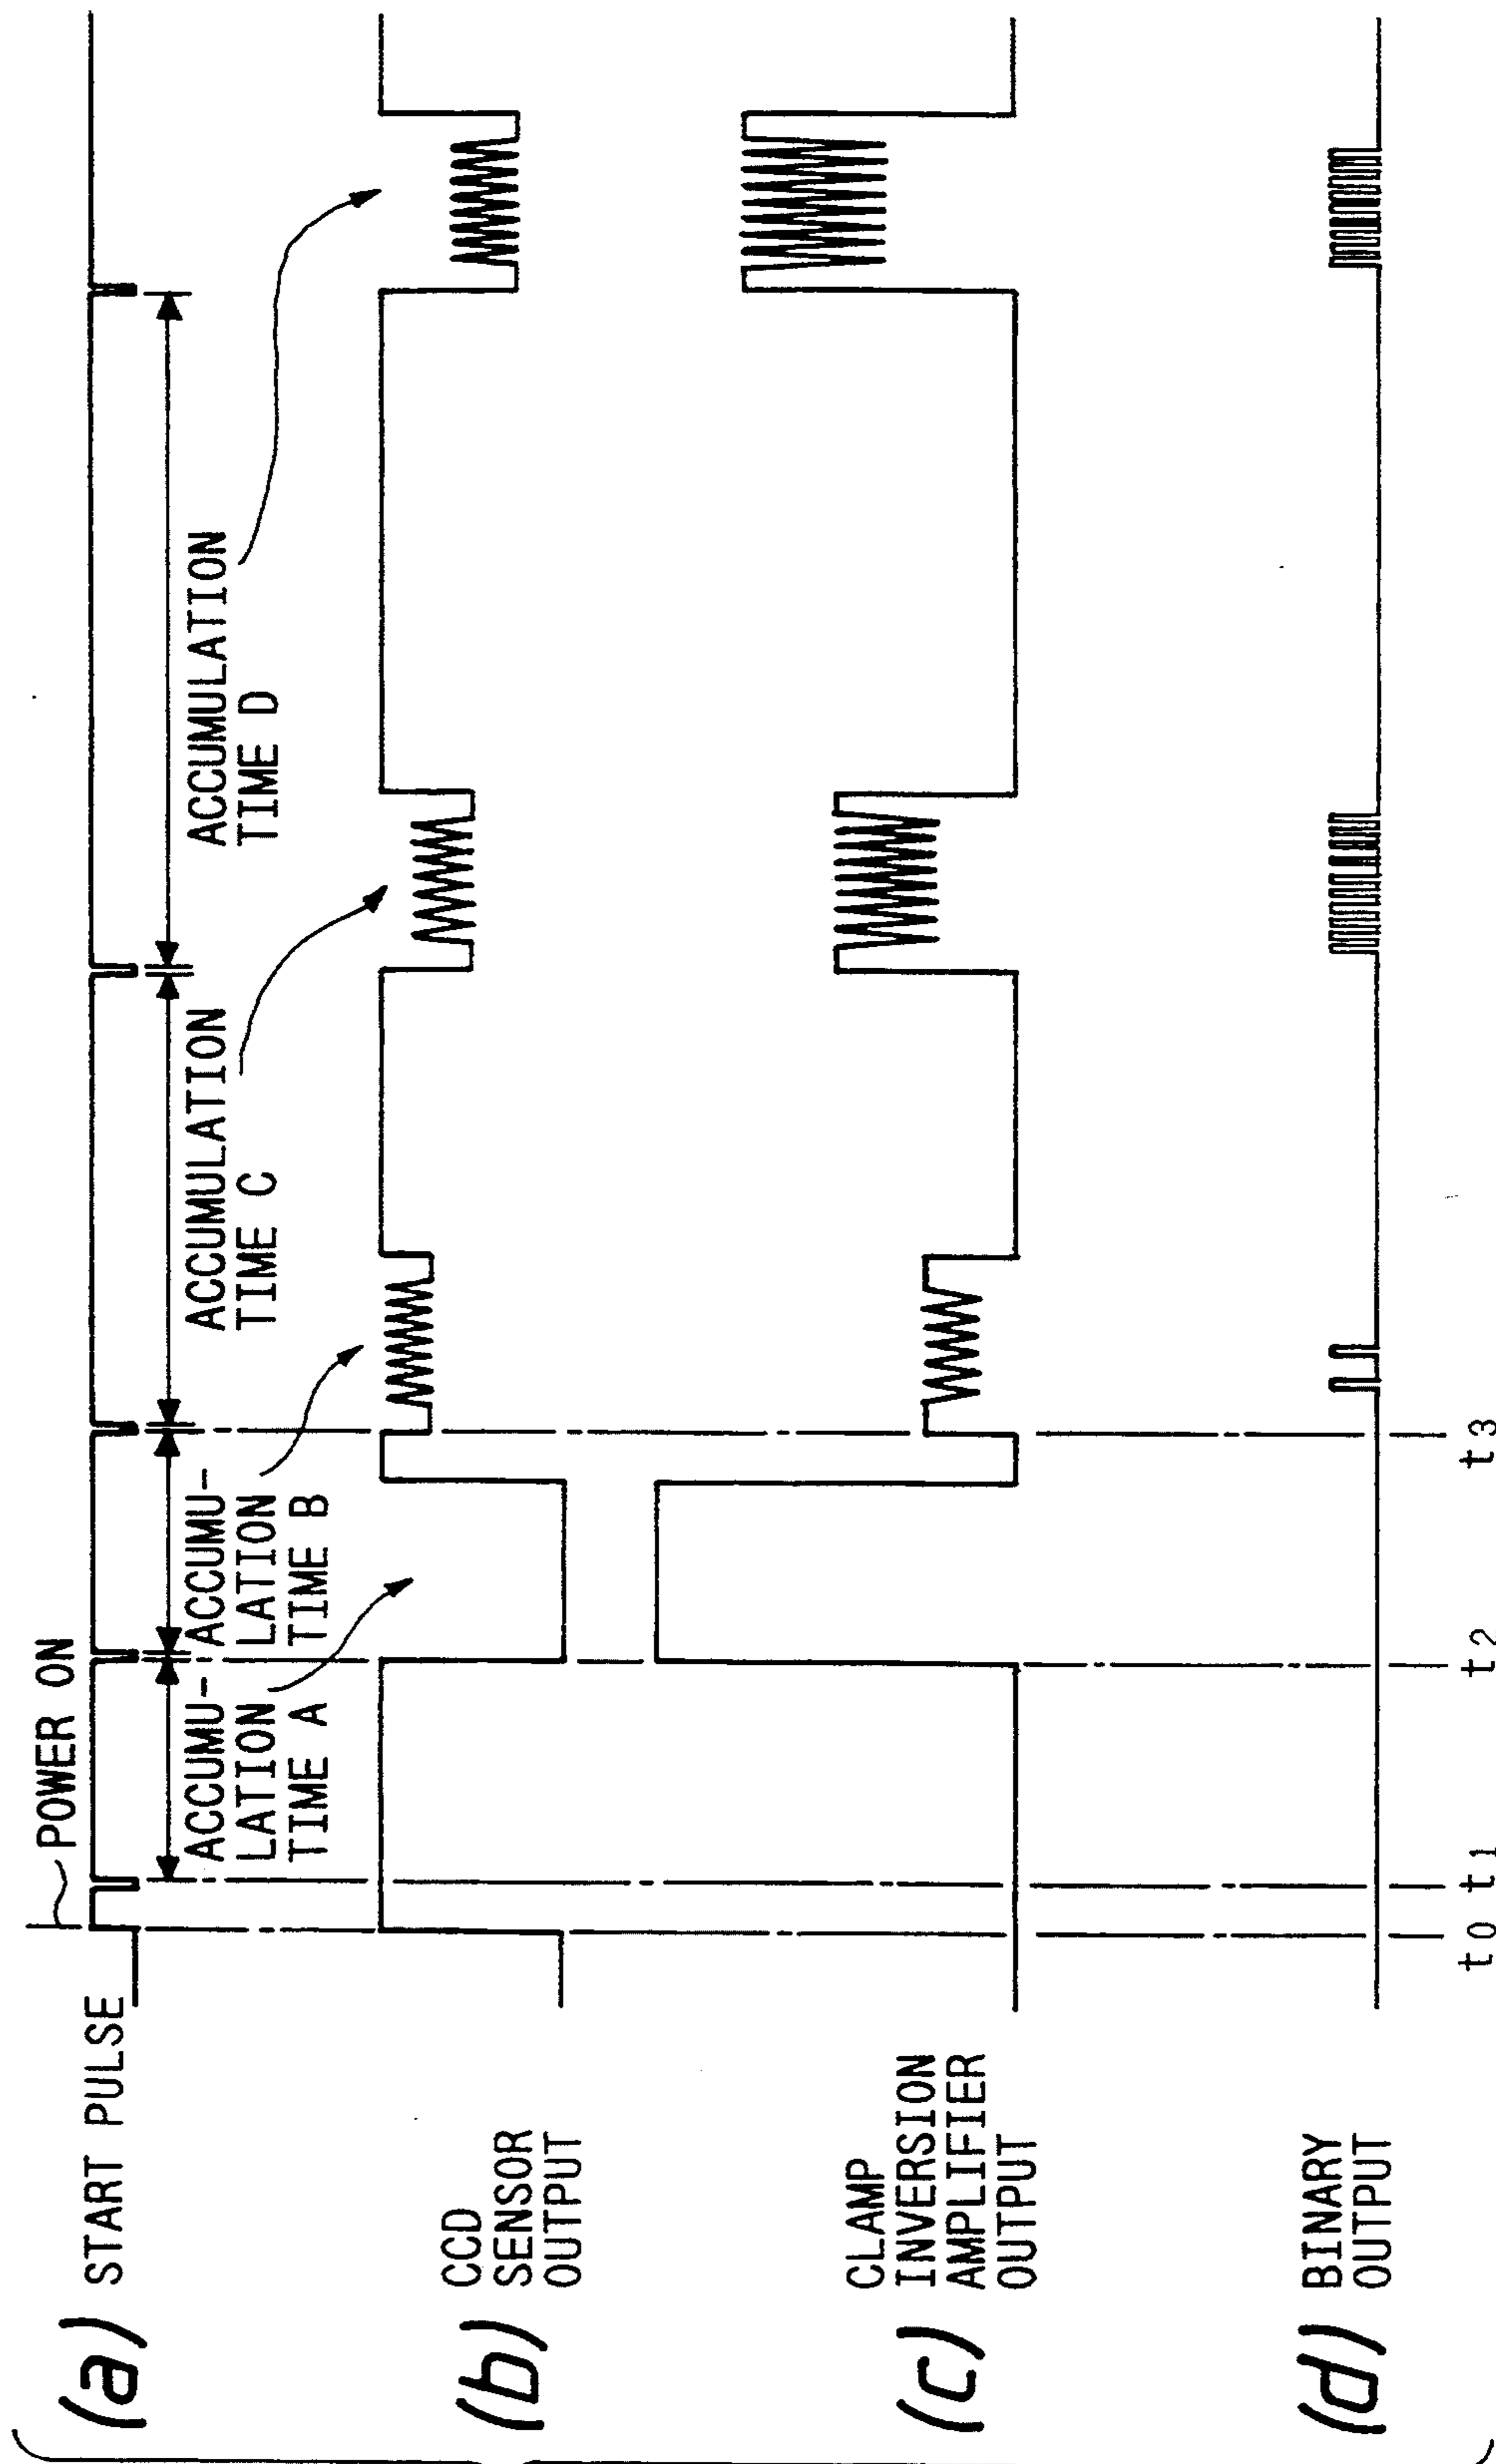 (a) START PULSE
POWER ON
ACCUMU-
LATION
TIME A
ACCUMU-
LATION
TIME B
ACCUMULATION
TIME C
ACCUMULATION
TIME D
(b) CCD
SENSOR
OUTPUT
(c) CLAMP
INVERSION
AMPLIFIER
OUTPUT
(d) BINARY
OUTPUT
t0 t1 t2 t3